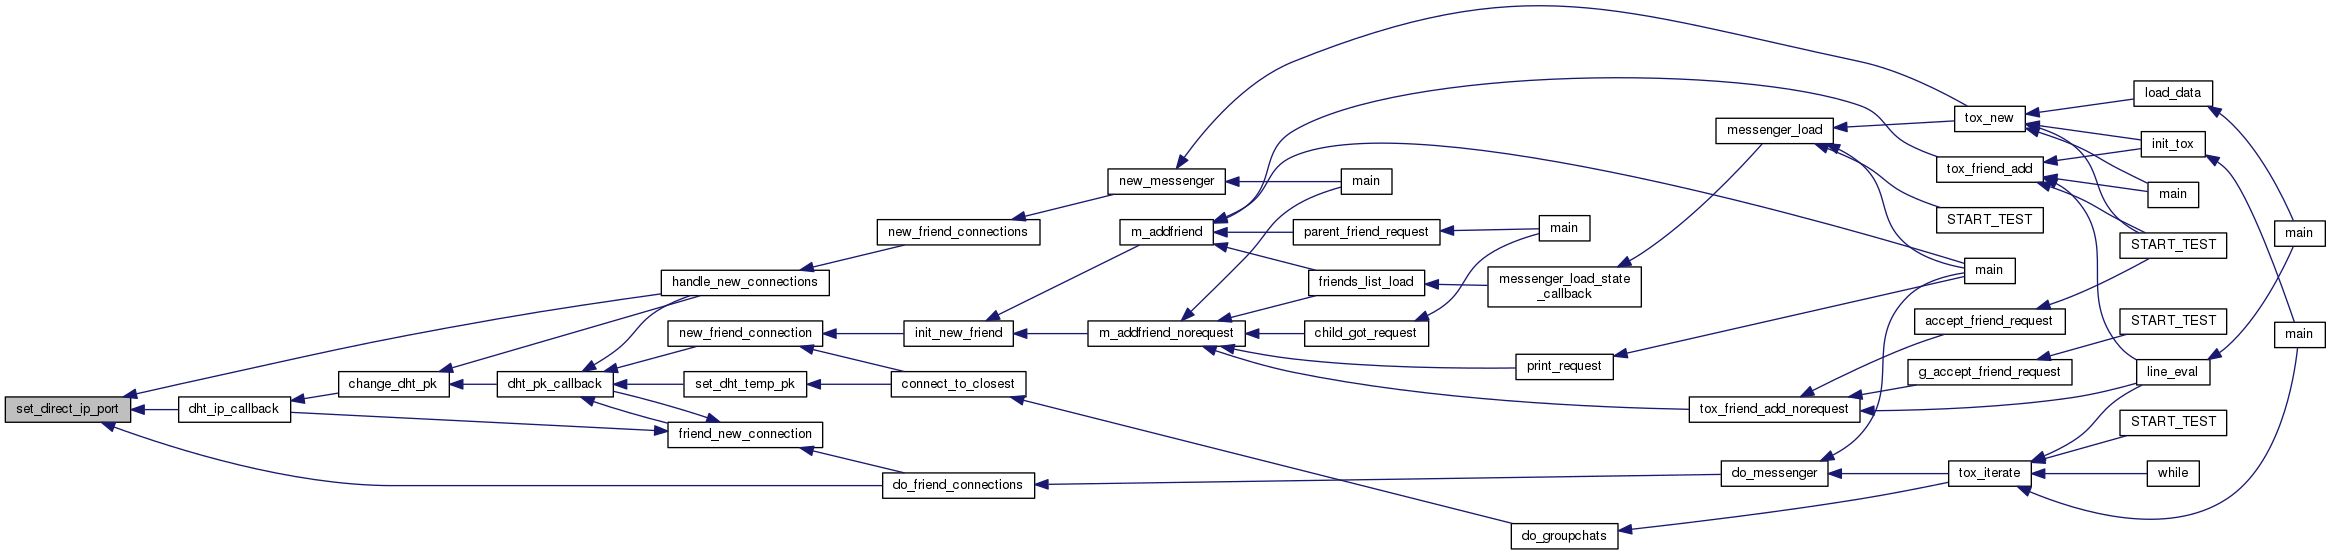 set_direct_ip_port
dht_ip_callback
change_dht_pk
dht_pk_callback
handle_new_connections
new_friend_connection
set_dht_temp_pk
friend_new_connection
new_friend_connections
init_new_friend
connect_to_closest
do_friend_connections
new_messenger
m_addfriend
m_addfriend_norequest
main
parent_friend_request
friends_list_load
child_got_request
main
messenger_load_state
_callback
print_request
do_groupchats
messenger_load
tox_friend_add_norequest
do_messenger
tox_new
tox_friend_add
START_TEST
main
accept_friend_request
g_accept_friend_request
tox_iterate
load_data
init_tox
main
START_TEST
START_TEST
line_eval
START_TEST
while
main
main